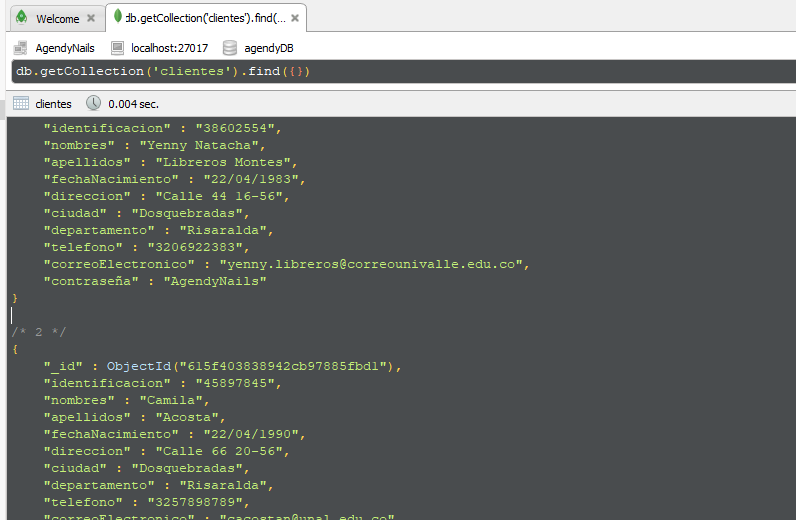 Welcome
db.getCollection('clientes').find(...
AgendyNails localhost:27017 agendyDB
db.getCollection('clientes').find({})
clientes 0.004 sec.
"identificacion" : "38602554",
"nombres" : "Yenny Natacha",
"apellidos" : "Libreros Montes",
"fechaNacimiento" : "22/04/1983",
"direccion" : "Calle 44 16-56",
"ciudad" : "Dosquebradas",
"departamento" : "Risaralda",
"telefono" : "3206922383",
"correoElectronico" : "yenny.libreros@correounivalle.edu.co",
"contraseña" : "AgendyNails"
}
/* 2 */
{
"_id" : ObjectId("615f403838942cb97885fbd1"),
"identificacion" : "45897845",
"nombres" : "Camila",
"apellidos" : "Acosta",
"fechaNacimiento" : "22/04/1990",
"direccion" : "Calle 66 20-56",
"ciudad" : "Dosquebradas",
"departamento" : "Risaralda",
"telefono" : "3257898789",
"correoElectronico" : "cacostan@unal.edu.co"